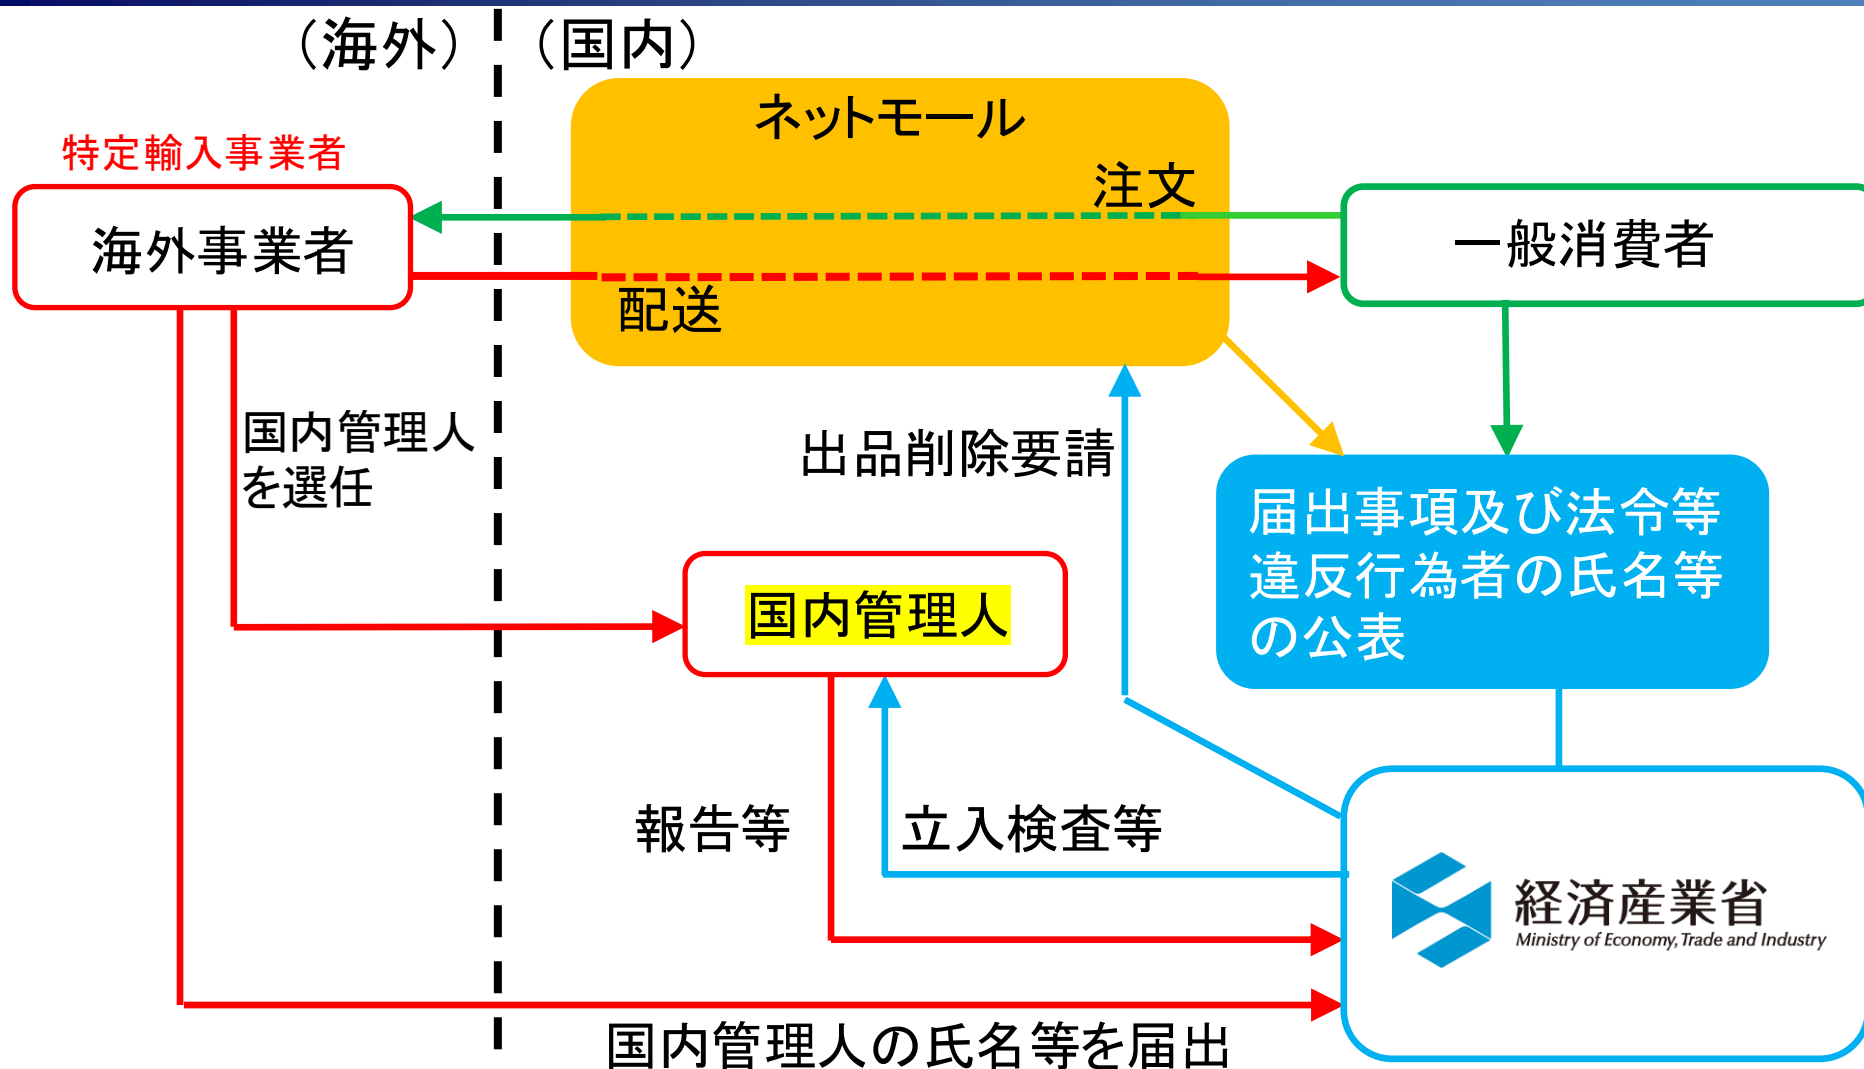 （海外）
（国内）
ネットモール
特定輸入事業者
注文
海外事業者
一般消費者
配送
国内管理人
を選任
出品削除要請
届出事項及び法令等
違反行為者の氏名等
の公表
国内管理人
報告等
立入検査等
経済産業省
Ministry of Economy, Trade and Industry
国内管理人の氏名等を届出